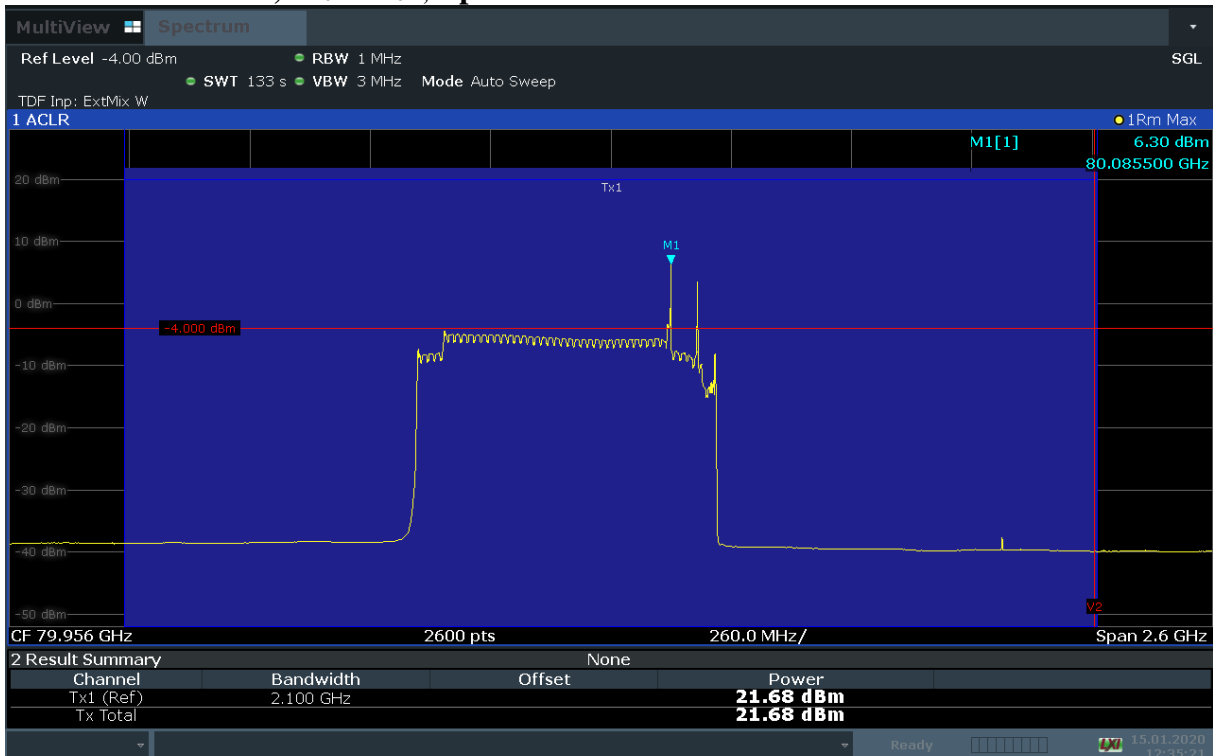 MultiView Spectrum
Ref Level -4.00 dBm RBW 1 MHz SGL
SWT 133 s VBW 3 MHz Mode Auto Sweep
TDF Inp: ExtMix W
1 ACLR 1Rm Max
M1[1] 6.30 dBm
80.085500 GHz
20 dBm
Tx1
10 dBm
M1
0 dBm
-4.000 dBm
-10 dBm
-20 dBm
-30 dBm
-40 dBm
-50 dBm
V2
CF 79.956 GHz 2600 pts 260.0 MHz/ Span 2.6 GHz
2 Result Summary None
Channel Bandwidth Offset Power
Tx1 (Ref) 2.100 GHz 21.68 dBm
Tx Total 21.68 dBm
Ready LXI 15.01.2020
12:35:21